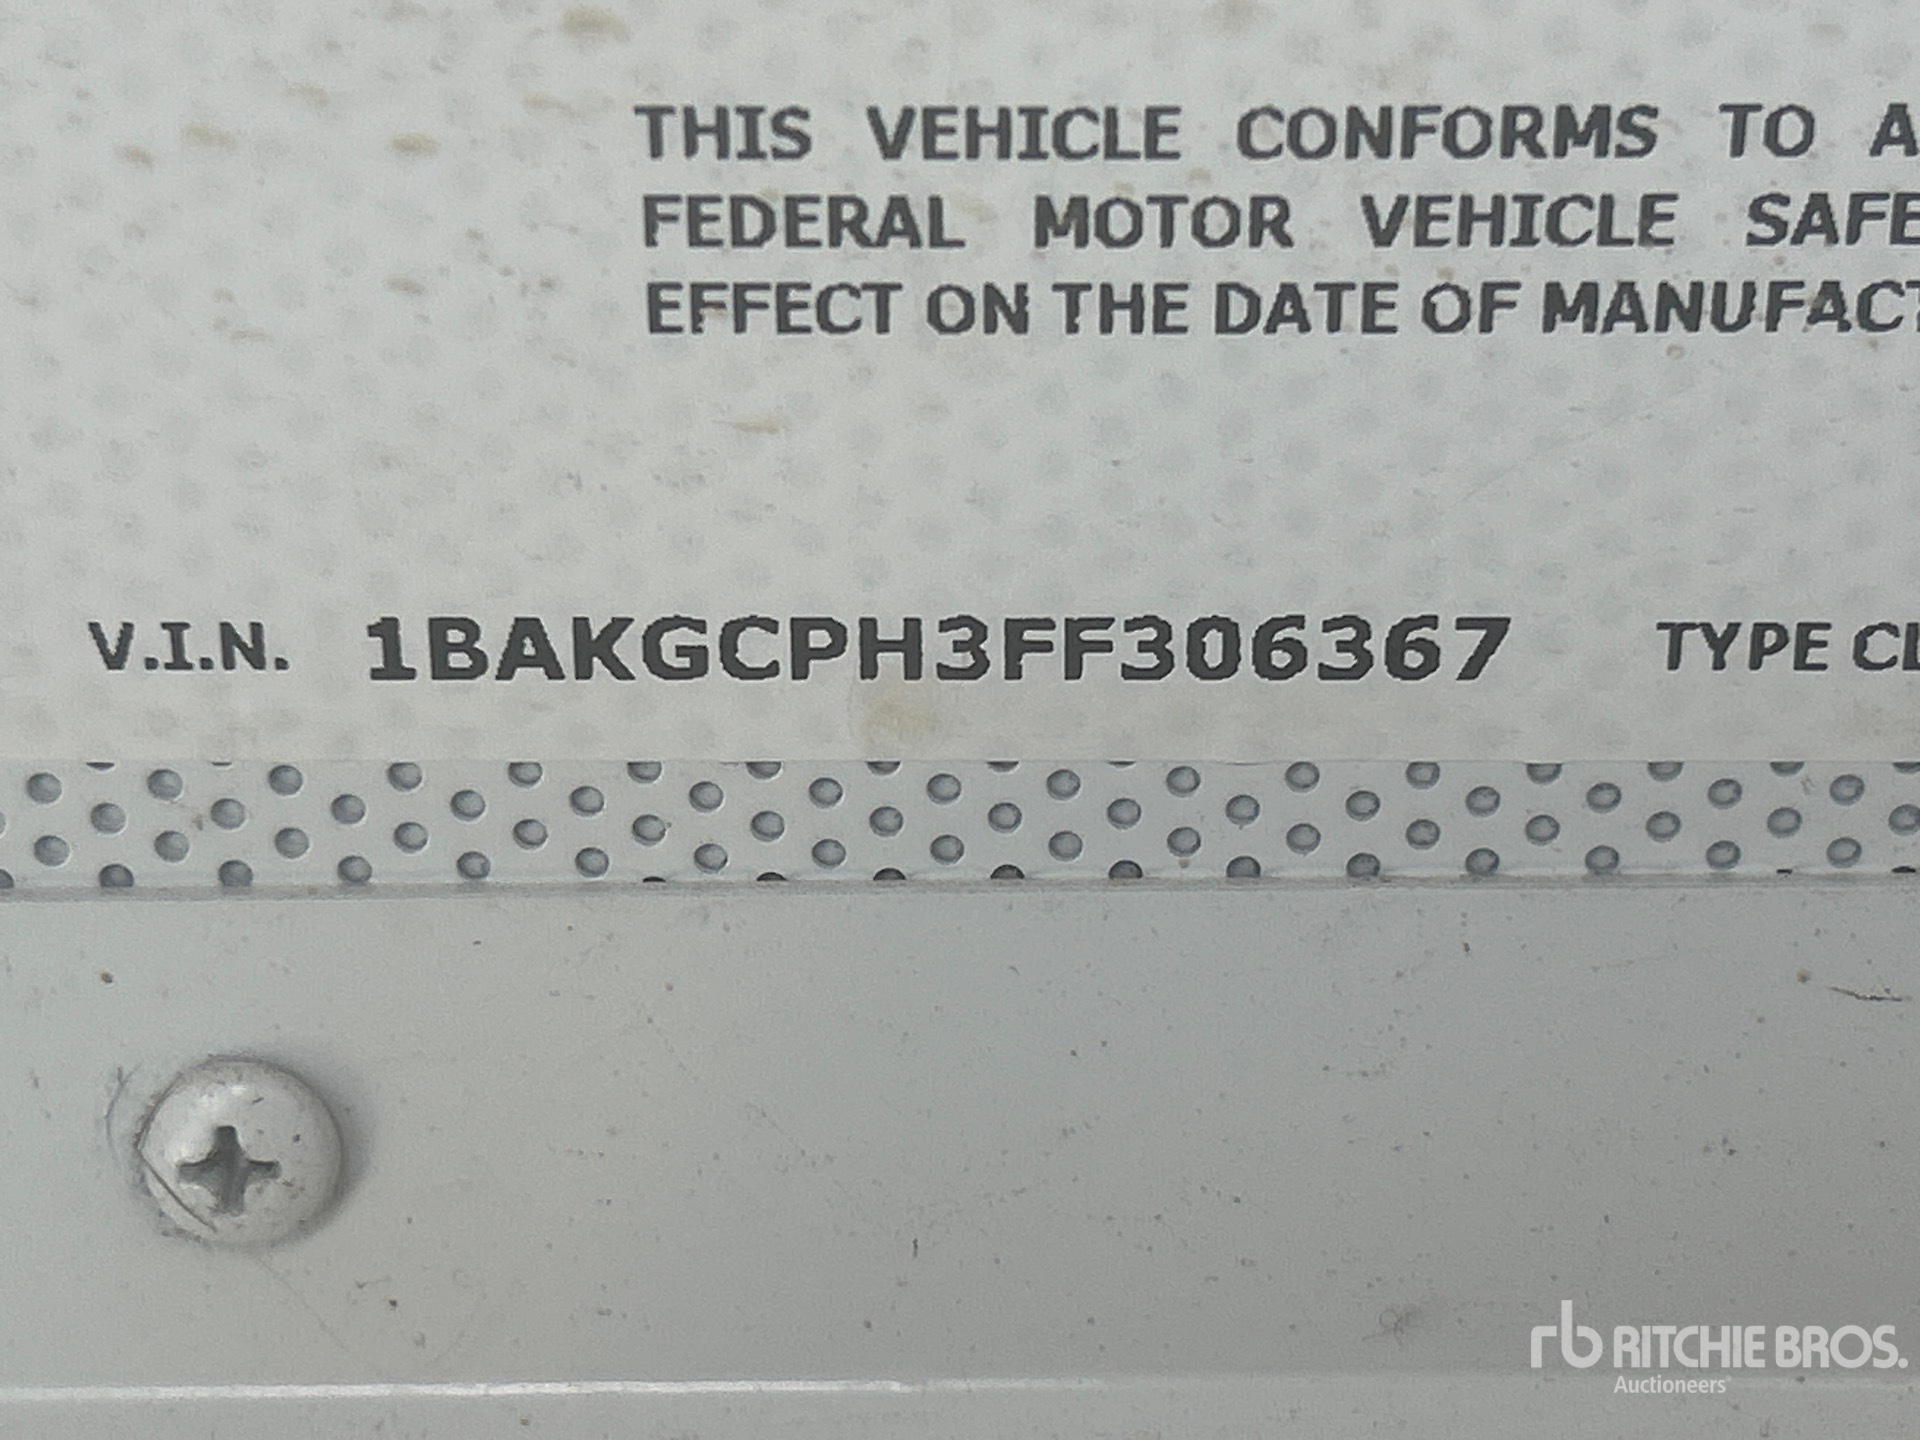 THIS VEHICLE CONFORMS TO A
FEDERAL MOTOR VEHICLE SAFE
EFFECT ON THE DATE OF MANUFACT
V.I.N. 1BAKGCPH3FF306367 TYPE CL
rb RITCHIE BROS.
Auctioneers